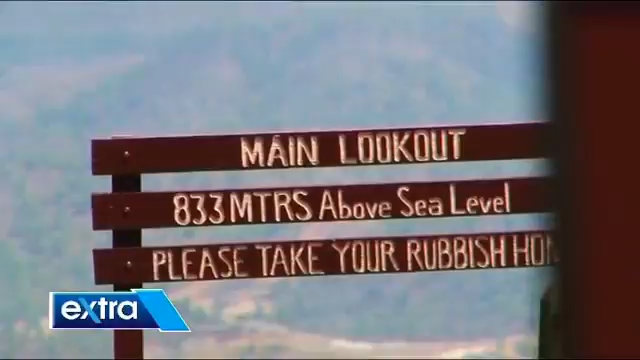 MAIN LOOKOUT
833 MTRS Above Sea Level
PLEASE TAKE YOUR RUBBISH
extra